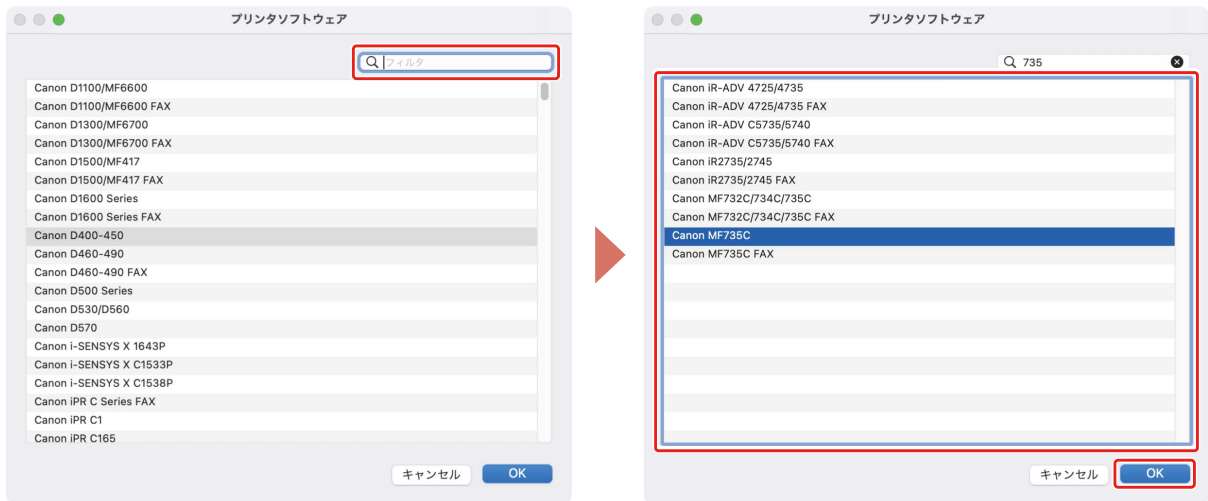 プリンタソフトウェア
フィルタ
Canon D1100/MF6600
Canon D1100/MF6600 FAX
Canon D1300/MF6700
Canon D1300/MF6700 FAX
Canon D1500/MF417
Canon D1500/MF417 FAX
Canon D1600 Series
Canon D1600 Series FAX
Canon D400-450
Canon D460-490
Canon D460-490 FAX
Canon D500 Series
Canon D530/D560
Canon D570
Canon i-SENSYS X 1643P
Canon i-SENSYS X C1533P
Canon i-SENSYS X C1538P
Canon iPR C Series FAX
Canon iPR C1
Canon iPR C165
キャンセル OK
プリンタソフトウェア
735
Canon iR-ADV 4725/4735
Canon iR-ADV 4725/4735 FAX
Canon iR-ADV C5735/5740
Canon iR-ADV C5735/5740 FAX
Canon iR2735/2745
Canon iR2735/2745 FAX
Canon MF732C/734C/735C
Canon MF732C/734C/735C FAX
Canon MF735C
Canon MF735C FAX
キャンセル OK